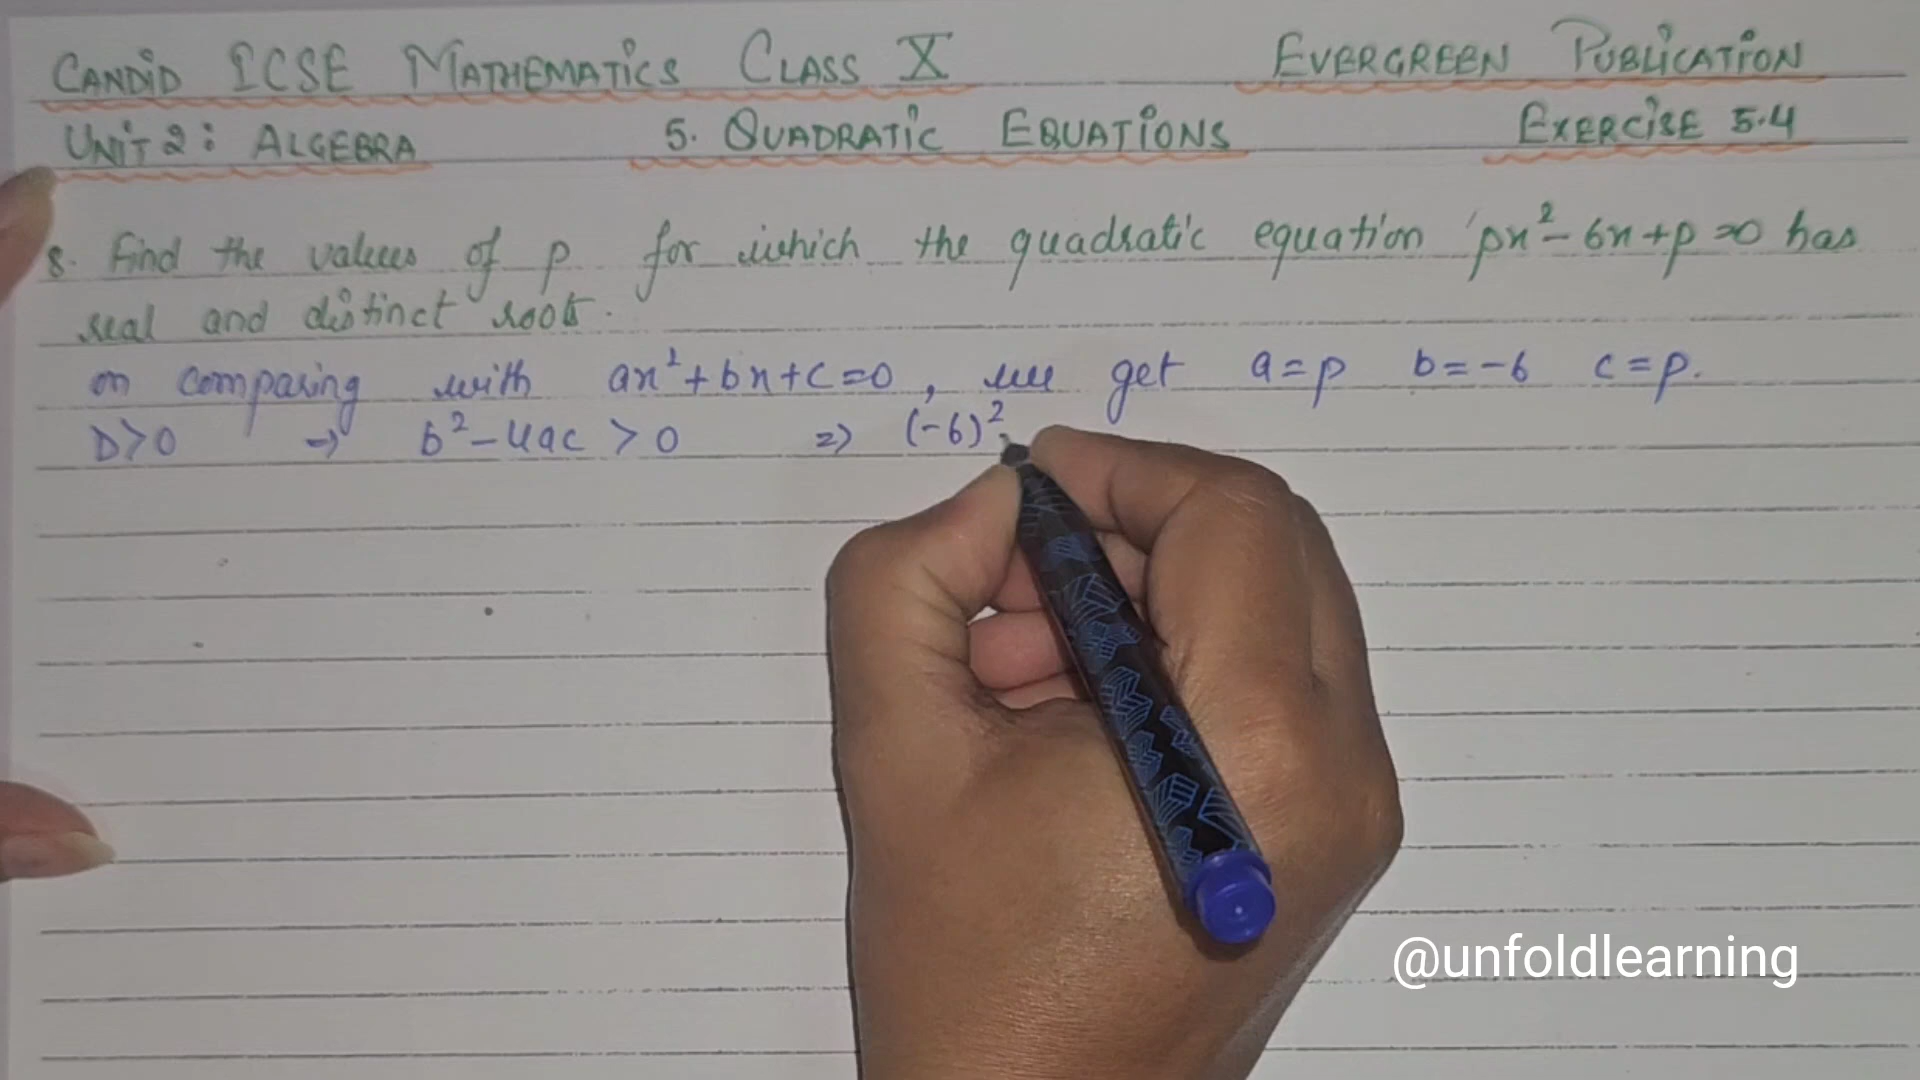 CANDID ICSE MATHEMATICS CLASS X EVERGREEN PUBLICATION
UNIT 2: ALGEBRA 5. QUADRATIC EQUATIONS EXERCISE 5.4
8. Find the values of p for which the quadratic equation px²-6x+p=0 has
real and distinct roots.
on comparing with ax²+bx+c=0, we get a=p b=-6 c=p.
D>0 ⇒ b²-4ac >0 ⇒ (-6)²
@unfoldlearning